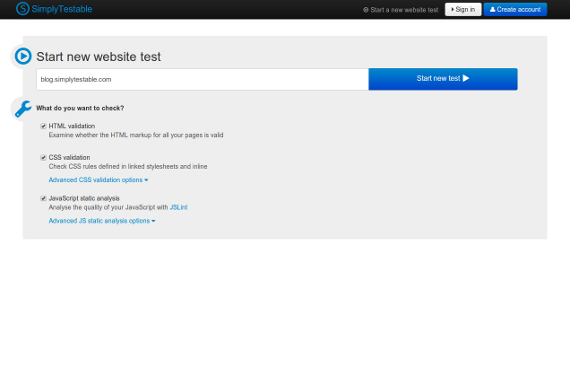 SimplyTestable
Start a new website test
Sign in
Create account
Start new website test
blog.simplytestable.com
Start new test
What do you want to check?
HTML validation
Examine whether the HTML markup for all your pages is valid
CSS validation
Check CSS rules defined in linked stylesheets and inline
Advanced CSS validation options
JavaScript static analysis
Analyse the quality of your JavaScript with JSLint
Advanced JS static analysis options